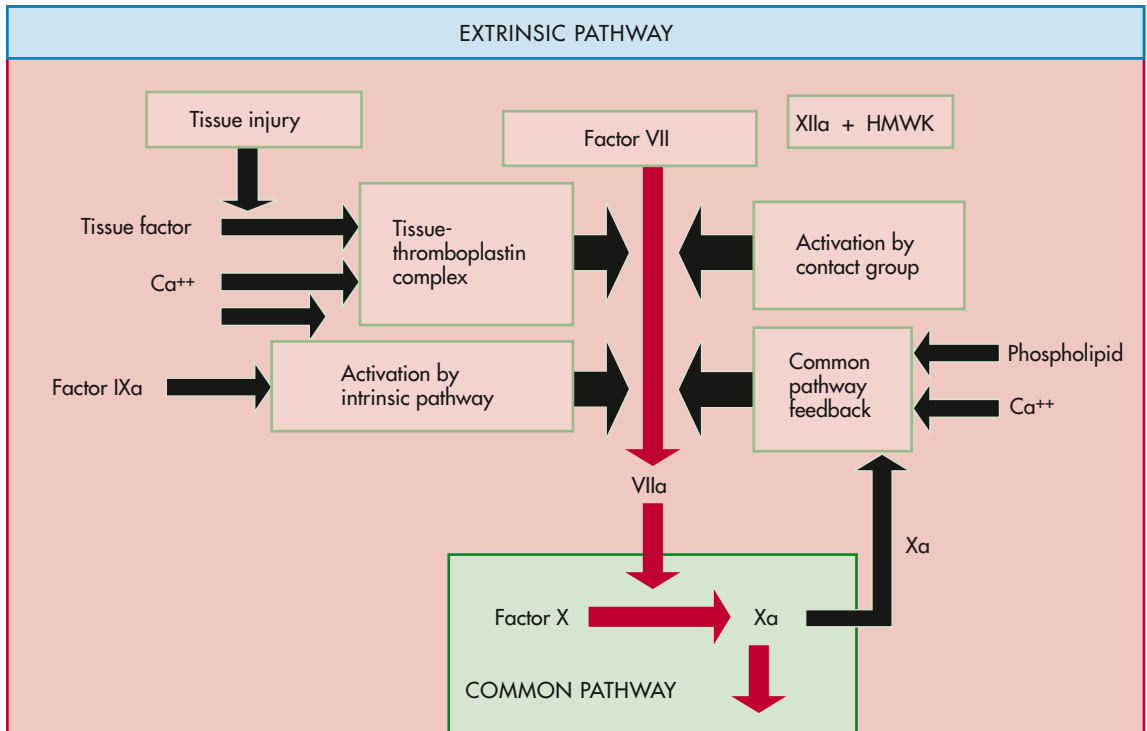 EXTRINSIC PATHWAY
Tissue injury
Factor VII
XIIa + HMWK
Tissue factor
Tissue-
thromboplastin
complex
Activation by
contact group
Ca++
Factor IXa
Activation by
intrinsic pathway
Common
pathway
feedback
Phospholipid
Ca++
VIIa
Xa
Factor X
Xa
COMMON PATHWAY